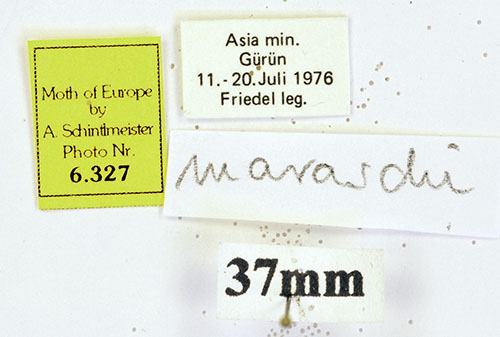 Moth of Europe
by
A. Schintlmeister
Photo Nr.
6.327
Asia min.
Gürün
11.-20.Juli 1976
Friedel leg.
marardii
37mm